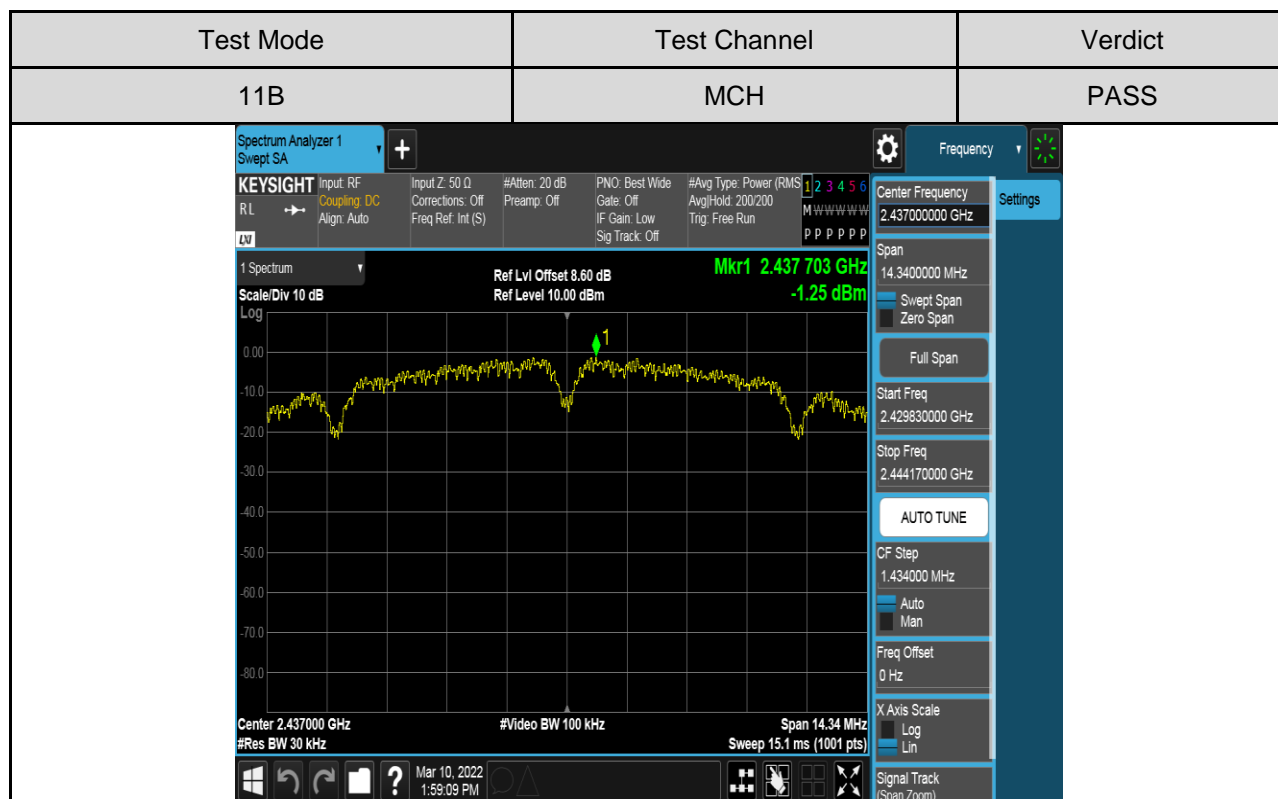 Test Mode Test Channel Verdict
11B MCH PASS
Spectrum Analyzer 1
Swept SA
+
Frequency
KEYSIGHT Input: RF Input Z: 50 Ω #Atten: 20 dB PNO: Best Wide #Avg Type: Power (RMS 1 2 3 4 5 6
RL Coupling: DC Corrections: Off Preamp: Off Gate: Off Avg|Hold: 200/200 M W W W W W
Align: Auto Freq Ref: Int (S) IF Gain: Low Trig: Free Run
LXI Sig Track: Off P P P P P P
Center Frequency
2.437000000 GHz
Settings
1 Spectrum
Ref Lvl Offset 8.60 dB
Mkr1 2.437 703 GHz
Scale/Div 10 dB
Ref Level 10.00 dBm
-1.25 dBm
Log
1
0.00
-10.0
-20.0
-30.0
-40.0
-50.0
-60.0
-70.0
-80.0
Center 2.437000 GHz #Video BW 100 kHz Span 14.34 MHz
#Res BW 30 kHz Sweep 15.1 ms (1001 pts)
Span
14.3400000 MHz
Swept Span
Zero Span
Full Span
Start Freq
2.429830000 GHz
Stop Freq
2.444170000 GHz
AUTO TUNE
CF Step
1.434000 MHz
Auto
Man
Freq Offset
0 Hz
X Axis Scale
Log
Lin
Signal Track
(Span Zoom)
?
Mar 10, 2022
1:59:09 PM